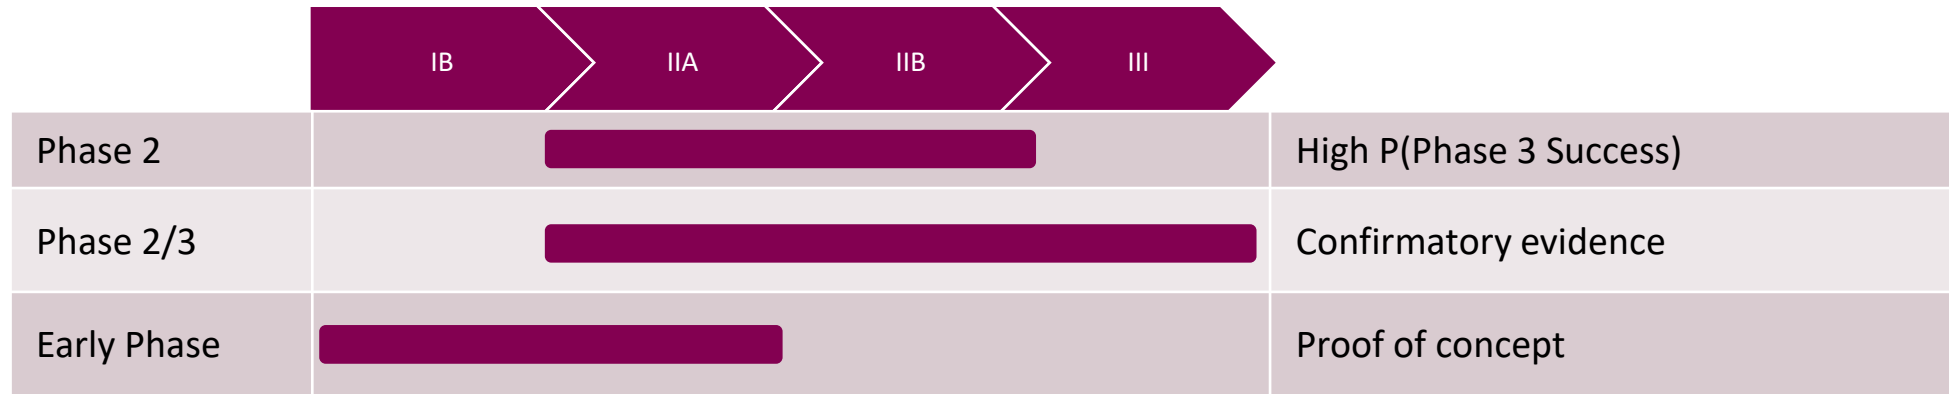 IB
IIA
IIB
III
Phase 2
High P(Phase 3 Success)
Phase 2/3
Confirmatory evidence
Early Phase
Proof of concept